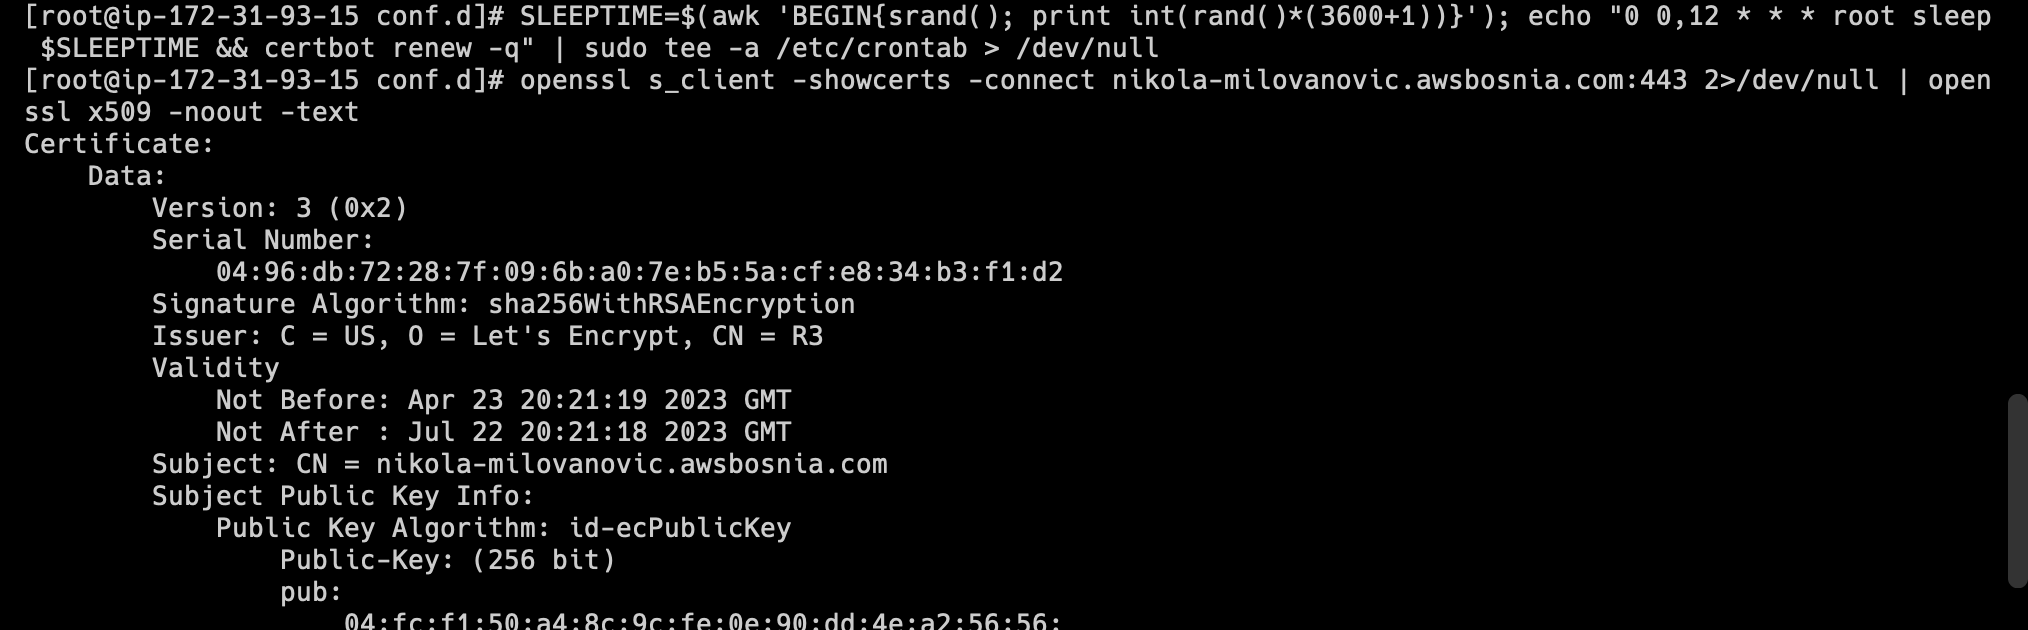 [root@ip-172-31-93-15 conf.d]# SLEEPTIME=$(awk 'BEGIN{srand(); print int(rand()*(3600+1))}'); echo "0 0,12 * * * root sleep
 $SLEEPTIME && certbot renew -q" | sudo tee -a /etc/crontab > /dev/null
[root@ip-172-31-93-15 conf.d]# openssl s_client -showcerts -connect nikola-milovanovic.awsbosnia.com:443 2>/dev/null | open
ssl x509 -noout -text
Certificate:
    Data:
        Version: 3 (0x2)
        Serial Number:
            04:96:db:72:28:7f:09:6b:a0:7e:b5:5a:cf:e8:34:b3:f1:d2
        Signature Algorithm: sha256WithRSAEncryption
        Issuer: C = US, O = Let's Encrypt, CN = R3
        Validity
            Not Before: Apr 23 20:21:19 2023 GMT
            Not After : Jul 22 20:21:18 2023 GMT
        Subject: CN = nikola-milovanovic.awsbosnia.com
        Subject Public Key Info:
            Public Key Algorithm: id-ecPublicKey
                Public-Key: (256 bit)
                pub:
                    04:fc:f1:50:a4:8c:9c:fe:0e:90:dd:4e:a2:56:56: